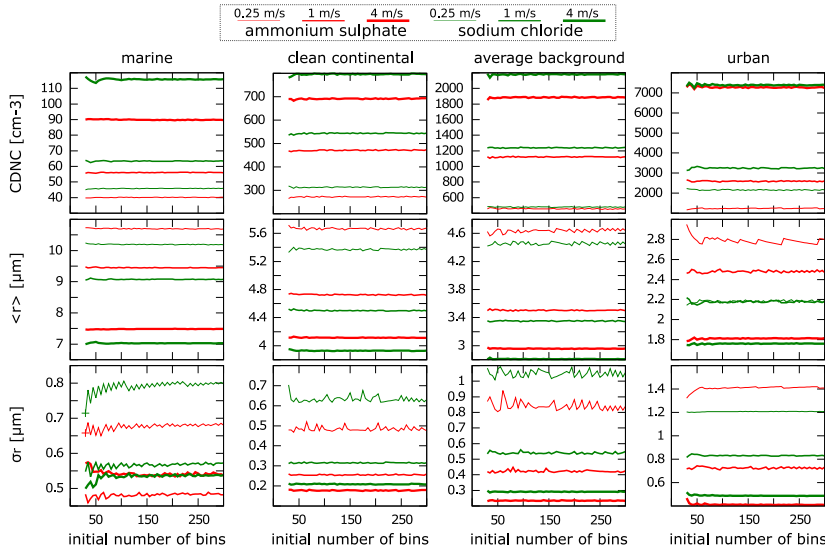 0.25 m/s 1 m/s 4 m/s 0.25 m/s 1 m/s 4 m/s
ammonium sulphate sodium chloride
marine clean continental average background urban
CDNC [cm-3]
110 100 90 80 70 60 50 40
700 600 500 400 300
2000 1800 1600 1400 1200 1000 800 600
7000 6000 5000 4000 3000 2000
<r> [µm]
10 9 8 7
5.6 5.2 4.8 4.4 4
4.6 4.2 3.8 3.4 3
2.8 2.6 2.4 2.2 2 1.8
σr [µm]
0.8 0.7 0.6 0.5
0.7 0.6 0.5 0.4 0.3 0.2
1 0.9 0.8 0.7 0.6 0.5 0.4 0.3
1.4 1.2 1 0.8 0.6
50 150 250 50 150 250 50 150 250 50 150 250
initial number of bins initial number of bins initial number of bins initial number of bins